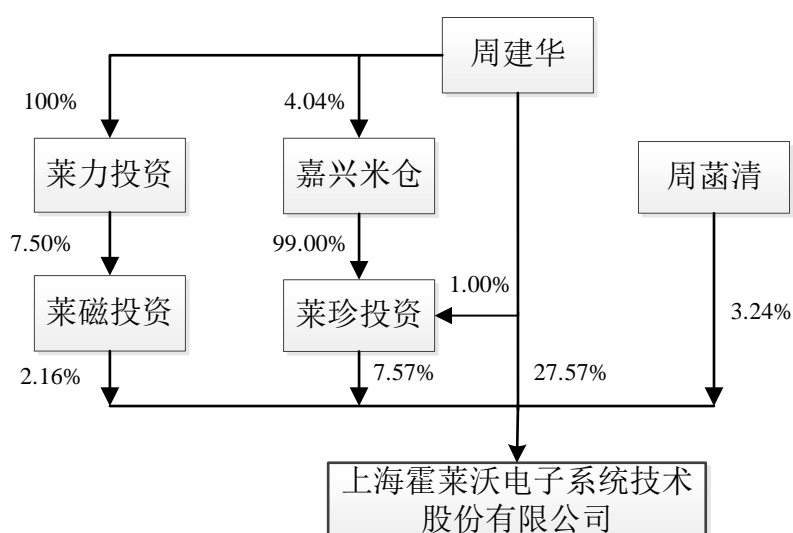 周建华
100%
4.04%
莱力投资
嘉兴米仓
周菡清
7.50%
99.00%
莱磁投资
莱珍投资
1.00%
3.24%
2.16%
7.57%
27.57%
上海霍莱沃电子系统技术
股份有限公司